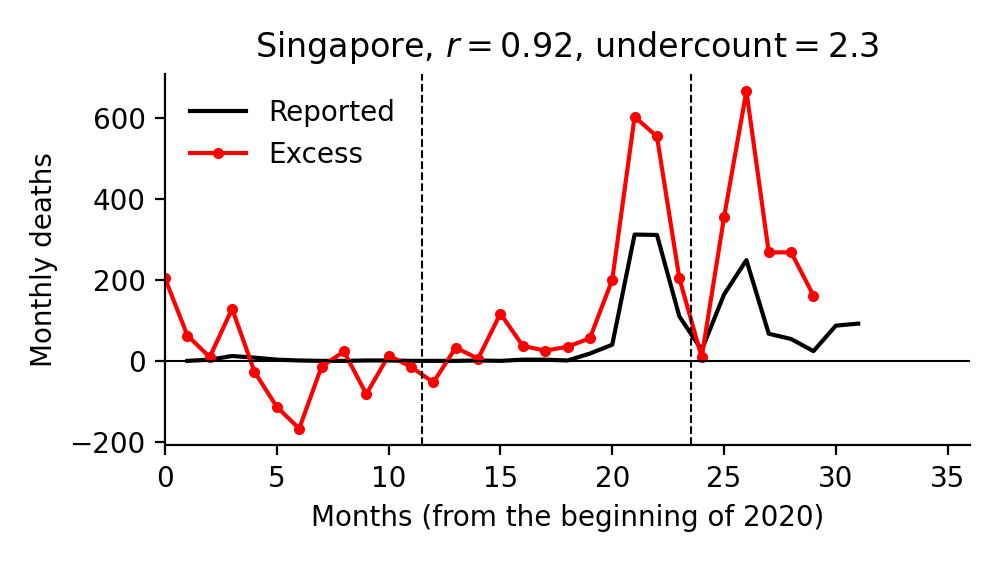 Singapore, r = 0.92, undercount = 2.3
Reported
Excess
Monthly deaths
600
400
200
0
−200
0 5 10 15 20 25 30 35
Months (from the beginning of 2020)